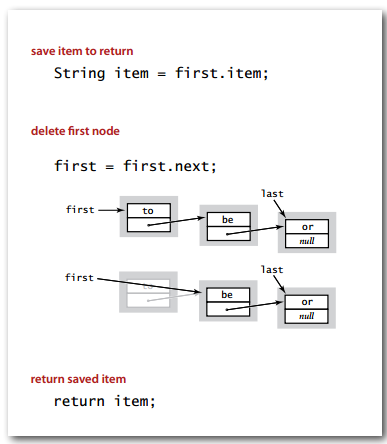 save item to return
String item = first.item;
delete first node
first = first.next;
last
first
to
be
or
null
last
first
to
be
or
null
return saved item
return item;